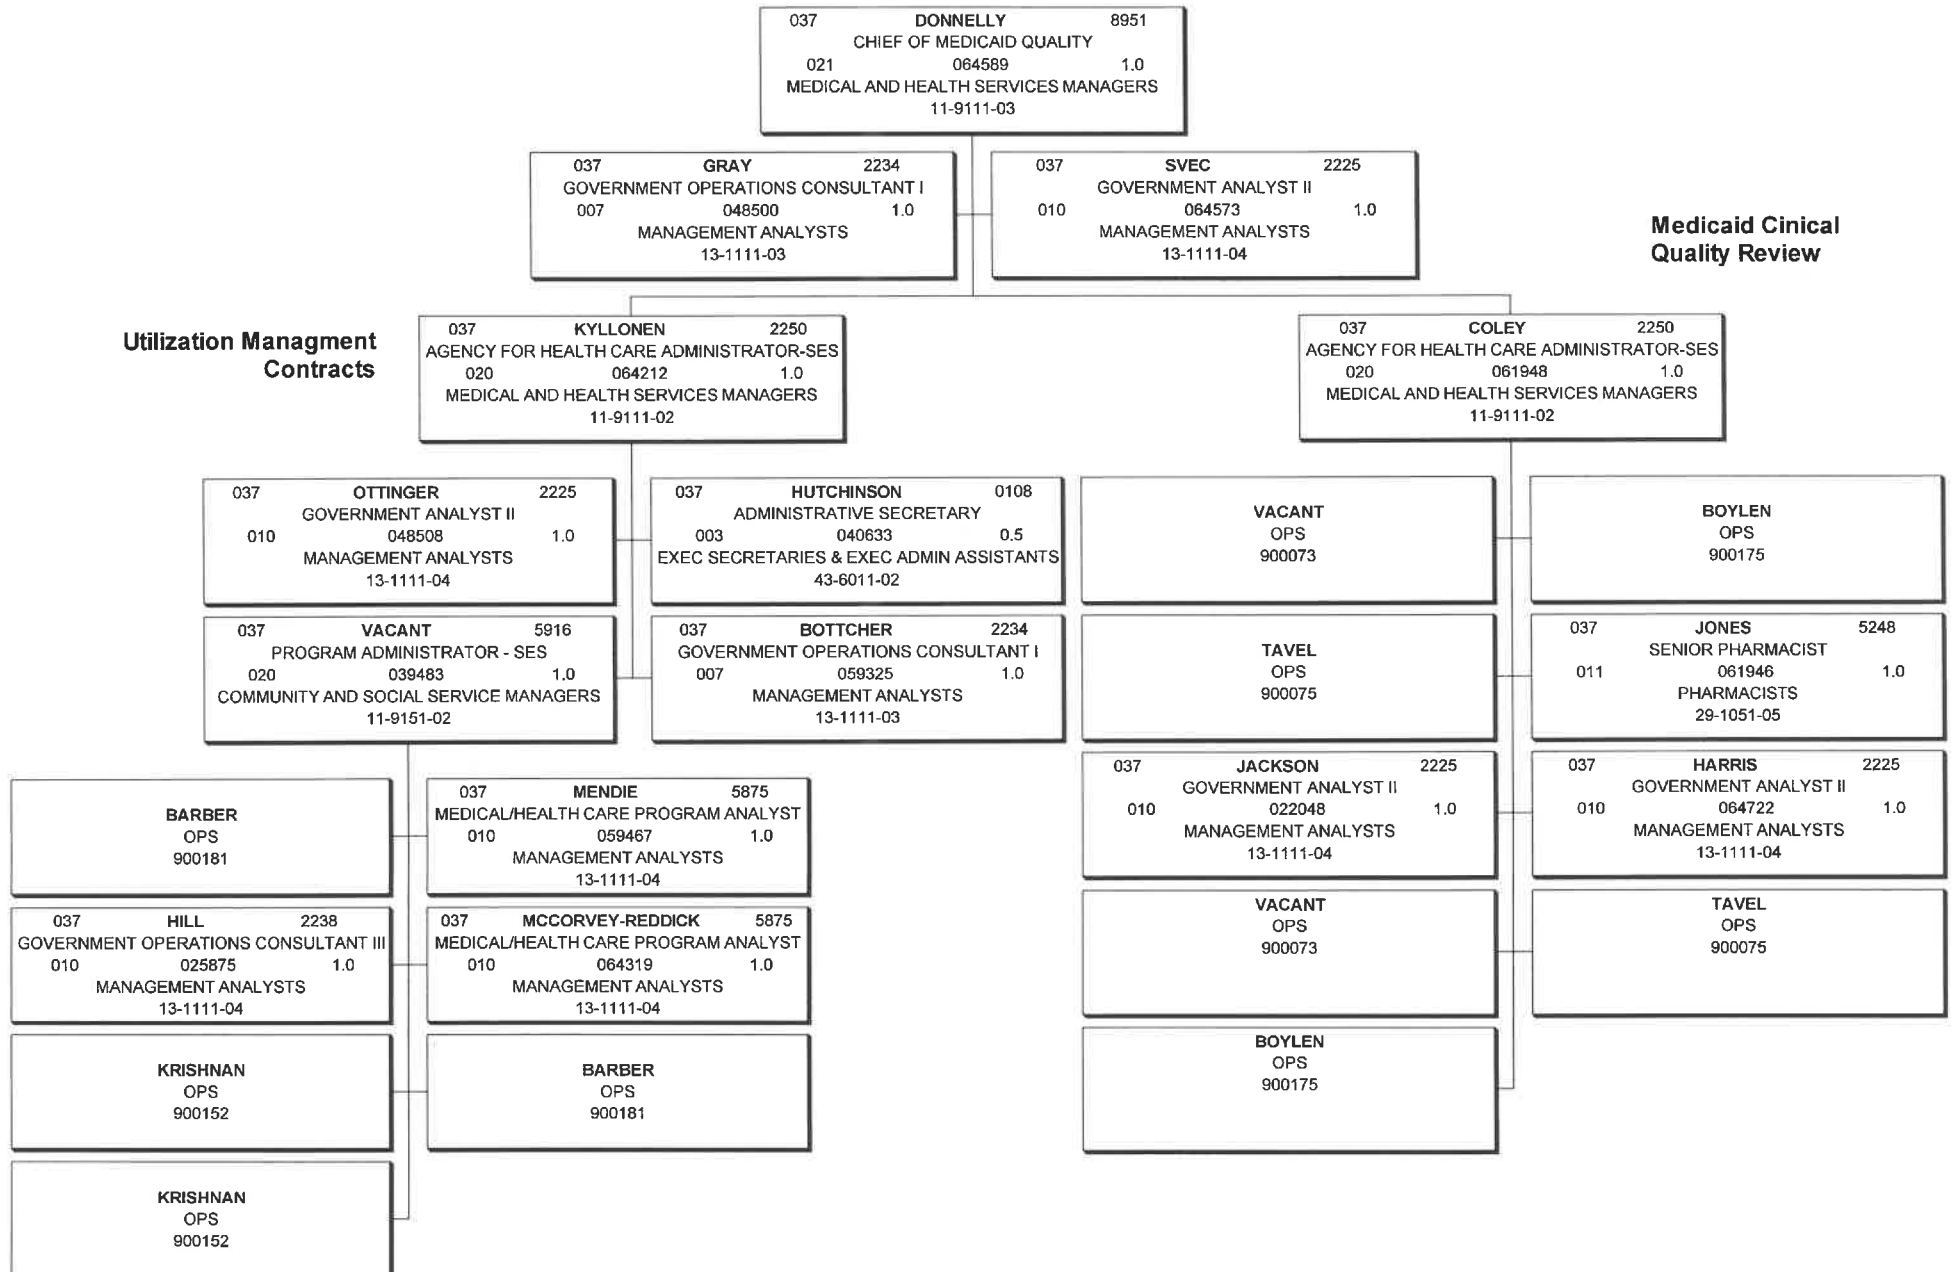 037 DONNELLY 8951
CHIEF OF MEDICAID QUALITY
021 064589 1.0
MEDICAL AND HEALTH SERVICES MANAGERS
11-9111-03
037 GRAY 2234
GOVERNMENT OPERATIONS CONSULTANT I
007 048500 1.0
MANAGEMENT ANALYSTS
13-1111-03
037 SVEC 2225
GOVERNMENT ANALYST II
010 064573 1.0
MANAGEMENT ANALYSTS
13-1111-04
Medicaid Cinical
Quality Review
Utilization Managment
Contracts
037 KYLLONEN 2250
AGENCY FOR HEALTH CARE ADMINISTRATOR-SES
020 064212 1.0
MEDICAL AND HEALTH SERVICES MANAGERS
11-9111-02
037 COLEY 2250
AGENCY FOR HEALTH CARE ADMINISTRATOR-SES
020 061948 1.0
MEDICAL AND HEALTH SERVICES MANAGERS
11-9111-02
037 OTTINGER 2225
GOVERNMENT ANALYST II
010 048508 1.0
MANAGEMENT ANALYSTS
13-1111-04
037 HUTCHINSON 0108
ADMINISTRATIVE SECRETARY
003 040633 0.5
EXEC SECRETARIES & EXEC ADMIN ASSISTANTS
43-6011-02
037 VACANT 5916
PROGRAM ADMINISTRATOR - SES
020 039483 1.0
COMMUNITY AND SOCIAL SERVICE MANAGERS
11-9151-02
037 BOTTCHER 2234
GOVERNMENT OPERATIONS CONSULTANT I
007 059325 1.0
MANAGEMENT ANALYSTS
13-1111-03
BARBER
OPS
900181
037 MENDIE 5875
MEDICAL/HEALTH CARE PROGRAM ANALYST
010 059467 1.0
MANAGEMENT ANALYSTS
13-1111-04
037 HILL 2238
GOVERNMENT OPERATIONS CONSULTANT III
010 025875 1.0
MANAGEMENT ANALYSTS
13-1111-04
037 MCCORVEY-REDDICK 5875
MEDICAL/HEALTH CARE PROGRAM ANALYST
010 064319 1.0
MANAGEMENT ANALYSTS
13-1111-04
KRISHNAN
OPS
900152
BARBER
OPS
900181
KRISHNAN
OPS
900152
VACANT
OPS
900073
BOYLEN
OPS
900175
TAVEL
OPS
900075
037 JONES 5248
SENIOR PHARMACIST
011 061946 1.0
PHARMACISTS
29-1051-05
037 JACKSON 2225
GOVERNMENT ANALYST II
010 022048 1.0
MANAGEMENT ANALYSTS
13-1111-04
037 HARRIS 2225
GOVERNMENT ANALYST II
010 064722 1.0
MANAGEMENT ANALYSTS
13-1111-04
VACANT
OPS
900073
TAVEL
OPS
900075
BOYLEN
OPS
900175